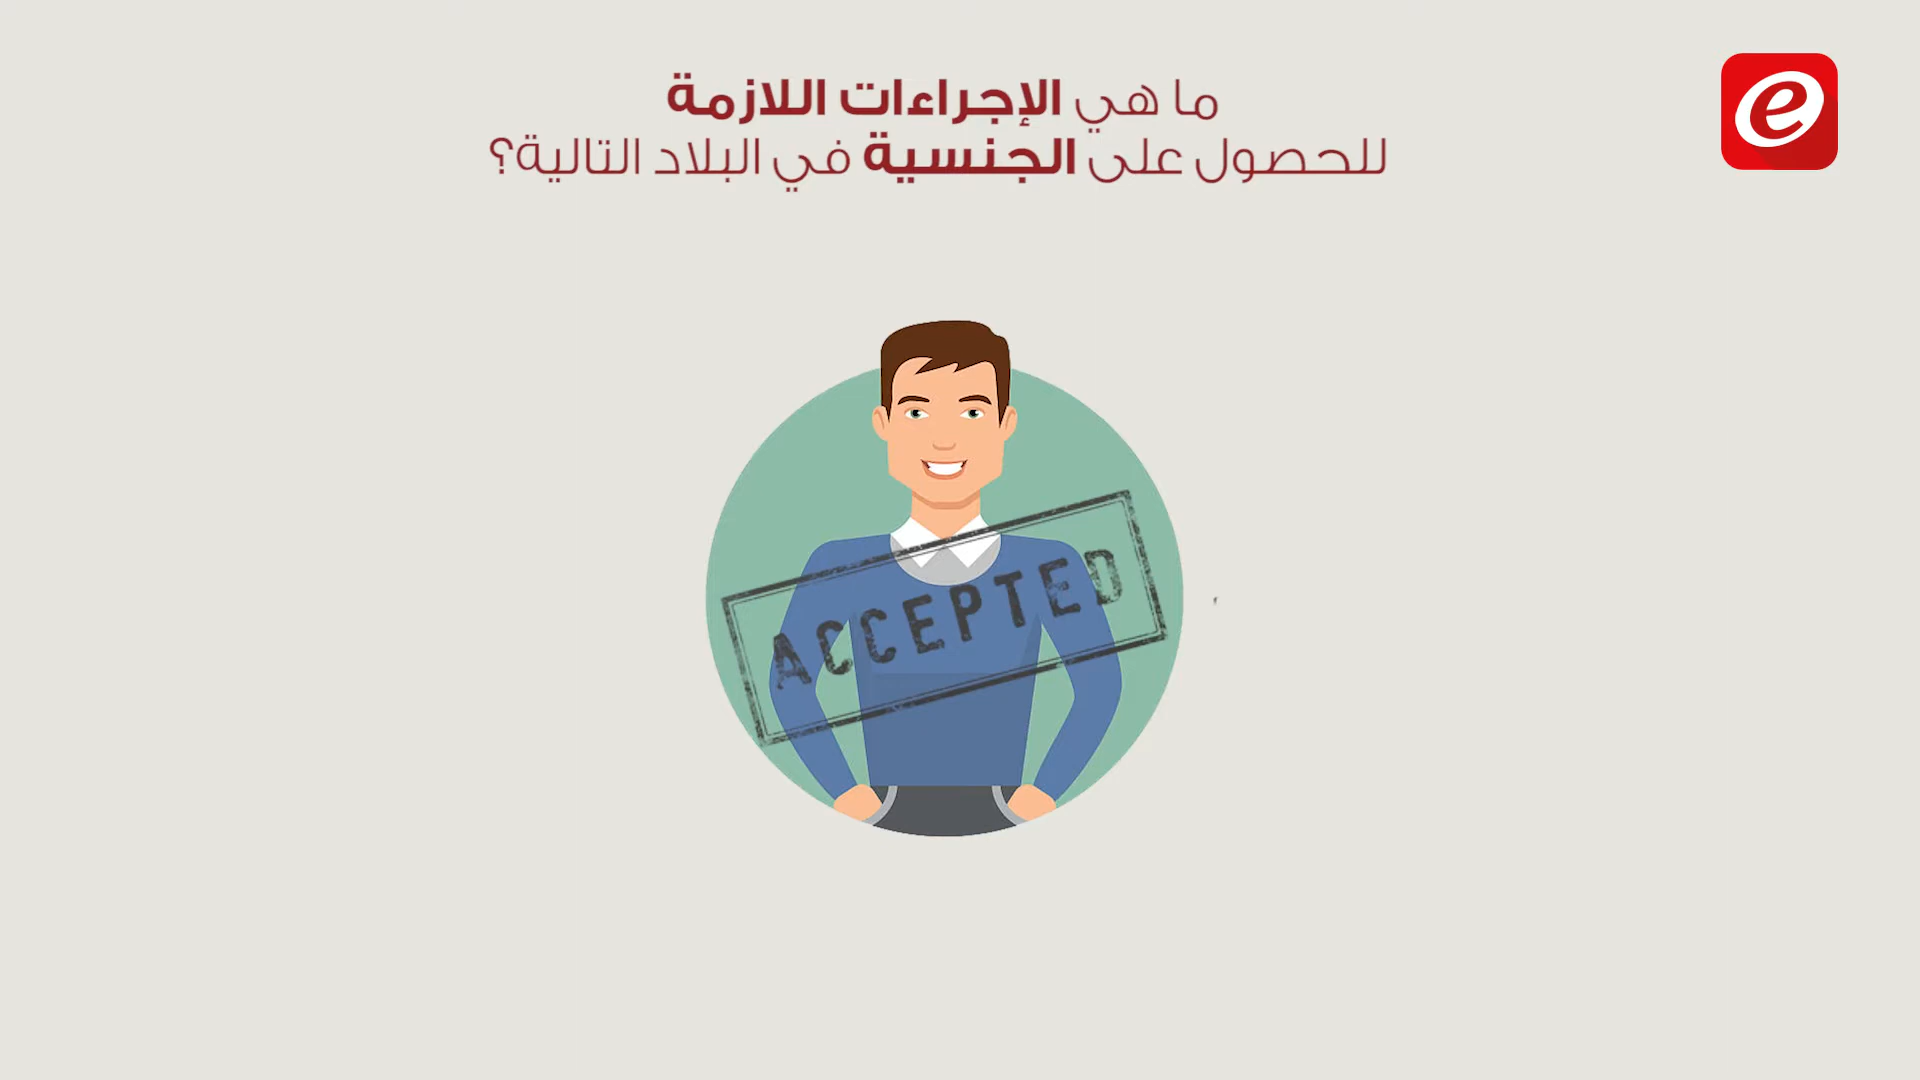 ما هي الإجراءات اللازمة
للحصول على الجنسية في البلاد التالية؟
e
ACCEPTED